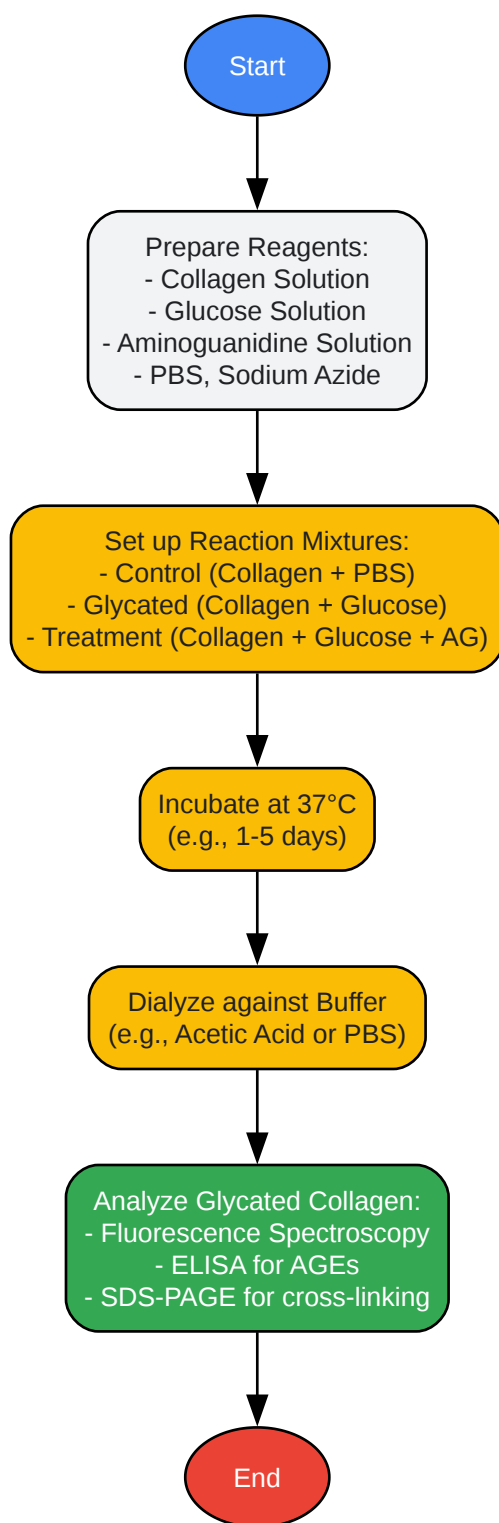 Start
Prepare Reagents:
- Collagen Solution
- Glucose Solution
- Aminoguanidine Solution
- PBS, Sodium Azide
Set up Reaction Mixtures:
- Control (Collagen + PBS)
- Glycated (Collagen + Glucose)
- Treatment (Collagen + Glucose + AG)
Incubate at 37°C
(e.g., 1-5 days)
Dialyze against Buffer
(e.g., Acetic Acid or PBS)
Analyze Glycated Collagen:
- Fluorescence Spectroscopy
- ELISA for AGEs
- SDS-PAGE for cross-linking
End